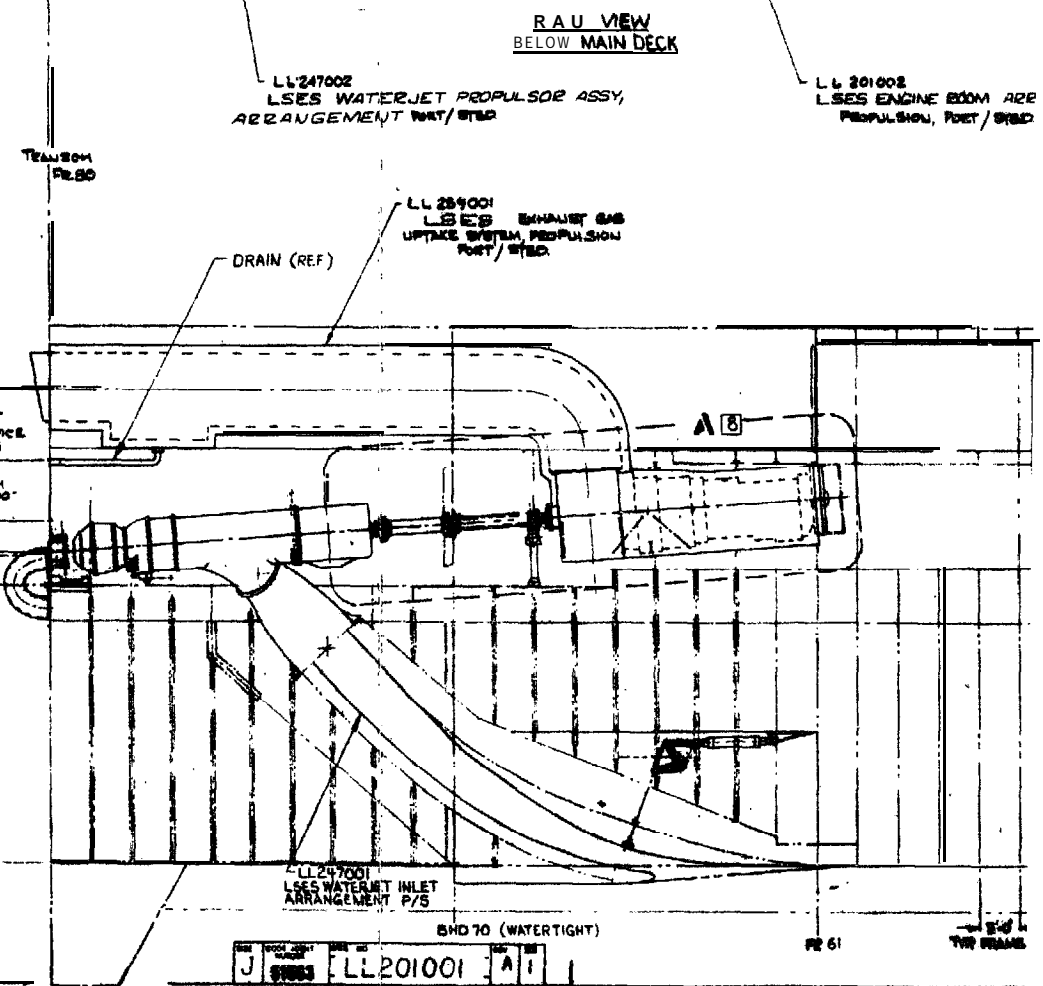 RAU VIEW
BELOW MAIN DECK
LL247002
LSES WATERJET PROPULSOR ASSY,
ARRANGEMENT PORT/STBD
LL 201002
LSES ENGINE ROOM ARR
PROPULSION, PORT/STBD
TRANSOM
FR 80
LL 259001
LSES EXHAUST GAS
UPTAKE SYSTEM, PROPULSION
PORT/STBD
DRAIN (REF)
A 8
LL247001
LSES WATERJET INLET
ARRANGEMENT P/S
BHD 70 (WATERTIGHT)
FR 61
TYP FRAME
J LL201001 A 1